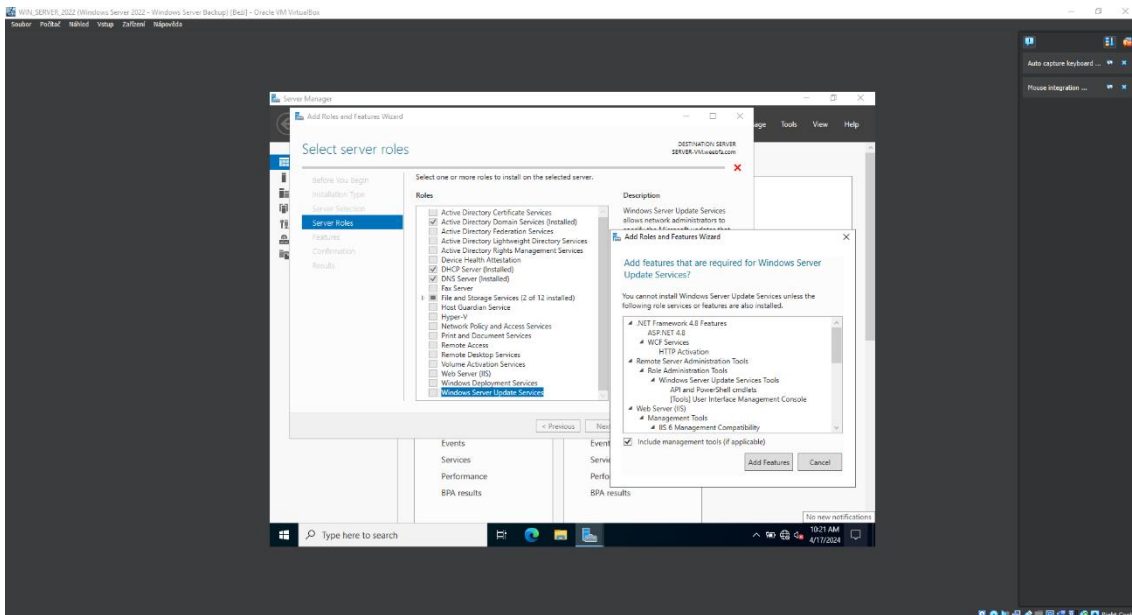 WIN_SERVER_2022 (Windows Server 2022 - Windows Server Backup) [Beží] - Oracle VM VirtualBox
Soubor Počítač Náhled Vstup Zařízení Nápověda
Auto capture keyboard ...
Mouse integration ...
Server Manager
Tools View Help
Add Roles and Features Wizard
Select server roles
DESTINATION SERVER
Before You Begin
Installation Type
Server Selection
Server Roles
Features
Confirmation
Results
Select one or more roles to install on the selected server.
Roles
Active Directory Certificate Services
Active Directory Domain Services (Installed)
Active Directory Federation Services
Active Directory Lightweight Directory Services
Active Directory Rights Management Services
Device Health Attestation
DHCP Server (Installed)
DNS Server (Installed)
Fax Server
File and Storage Services (2 of 12 installed)
Host Guardian Service
Hyper-V
Network Policy and Access Services
Print and Document Services
Remote Access
Remote Desktop Services
Volume Activation Services
Web Server (IIS)
Windows Deployment Services
Windows Server Update Services
Description
Windows Server Update Services
allows network administrators to
< Previous
Add Roles and Features Wizard
Add features that are required for Windows Server
Update Services?
You cannot install Windows Server Update Services unless the
following role services or features are also installed.
.NET Framework 4.8 Features
ASP.NET 4.8
WCF Services
HTTP Activation
Remote Server Administration Tools
Role Administration Tools
Windows Server Update Services Tools
API and PowerShell cmdlets
[Tools] User Interface Management Console
Web Server (IIS)
Management Tools
IIS 6 Management Compatibility
Include management tools (if applicable)
Add Features Cancel
Events
Services
Performance
BPA results
BPA results
No new notifications
Type here to search
10:21 AM
4/17/2024